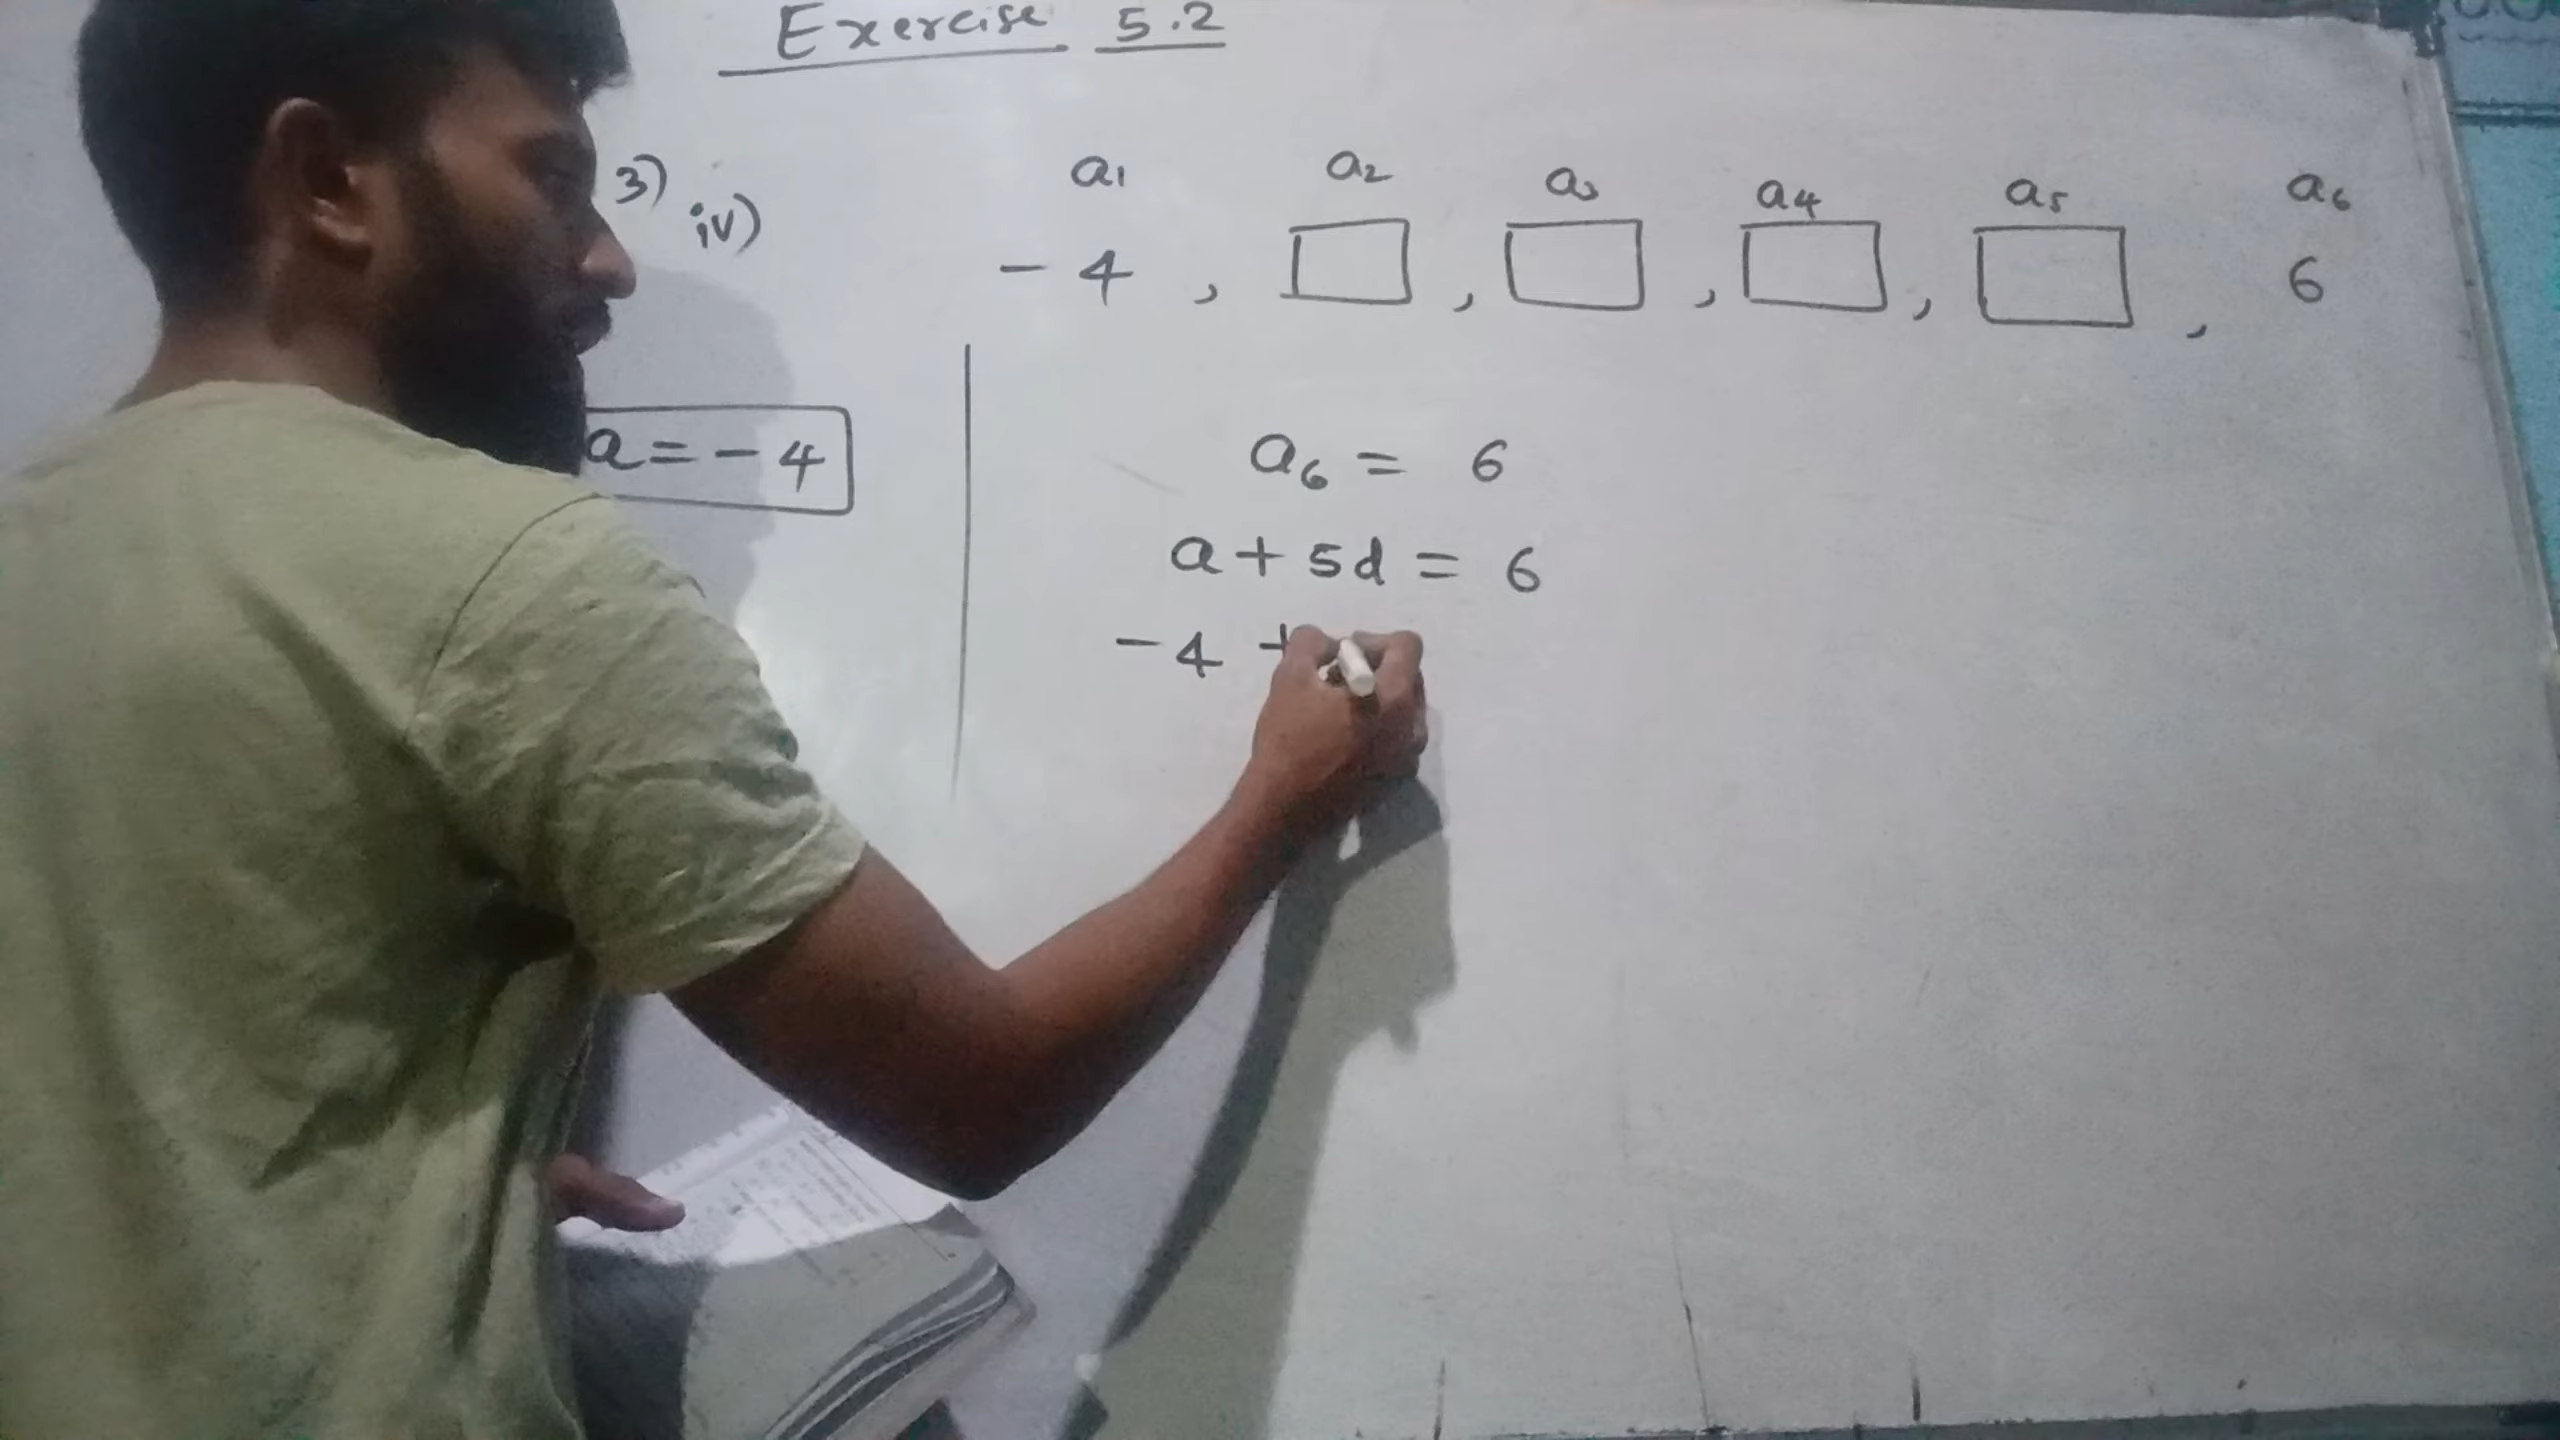 Exercise 5.2
3) iv)
a1 a2 a3 a4 a5 a6
- 4 , , , , , 6
a = - 4
a6 = 6
a + 5d = 6
- 4 +